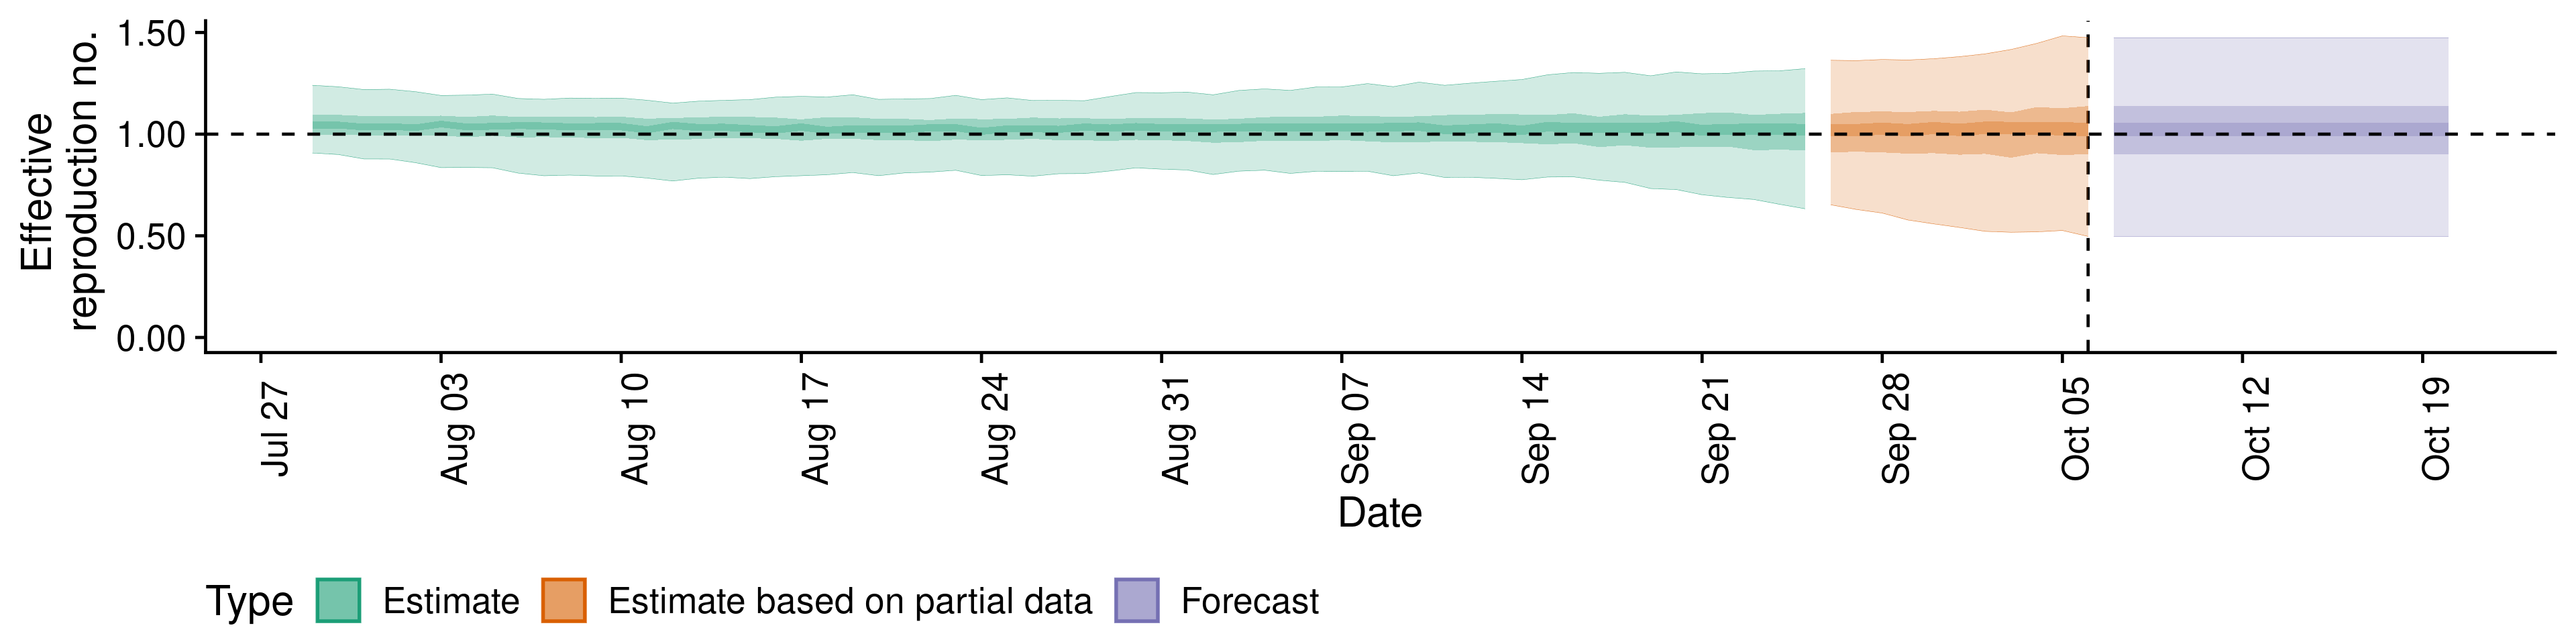 Effective
reproduction no.
1.50
1.00
0.50
0.00
Jul 27
Aug 03
Aug 10
Aug 17
Aug 24
Aug 31
Sep 07
Sep 14
Sep 21
Sep 28
Oct 05
Oct 12
Oct 19
Date
Type Estimate Estimate based on partial data Forecast